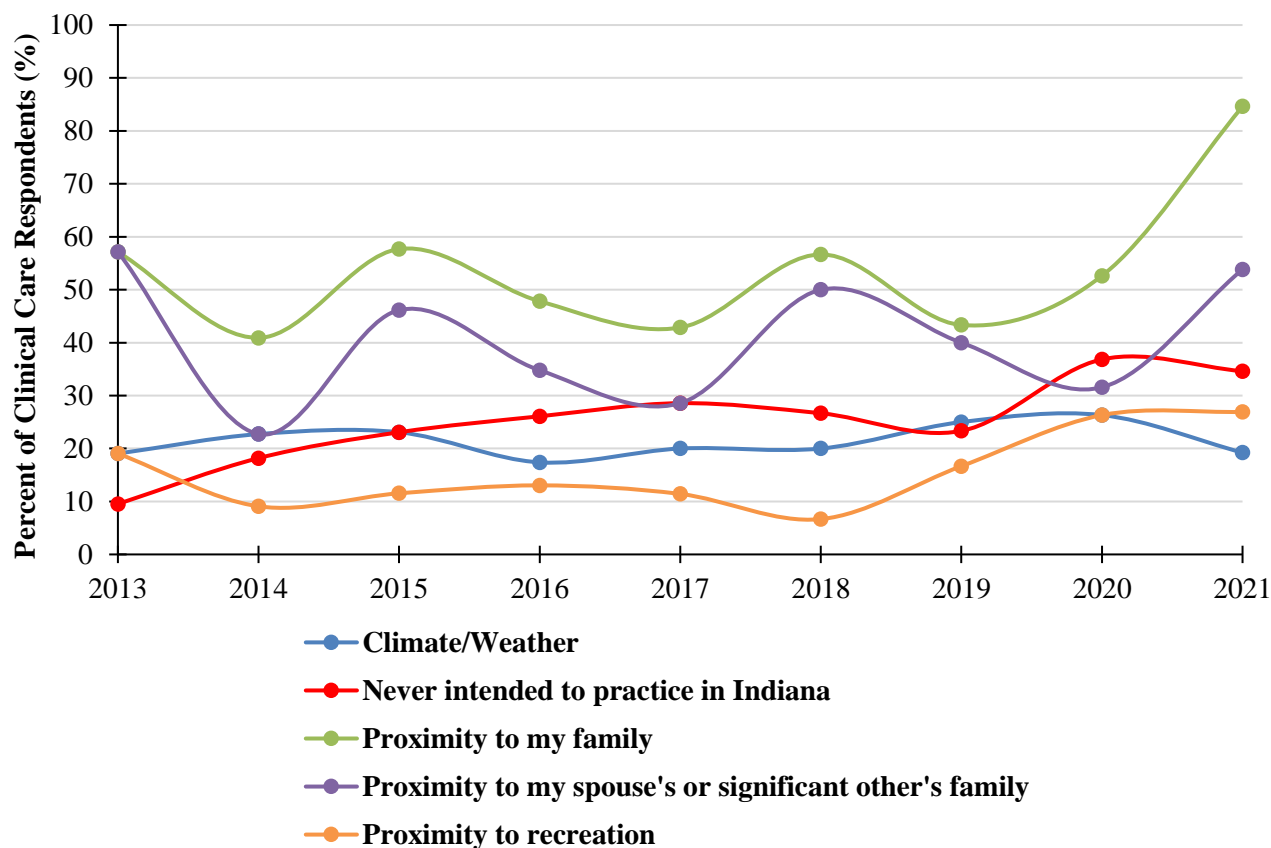 Percent of Clinical Care Respondents (%)
100
90
80
70
60
50
40
30
20
10
0
2013 2014 2015 2016 2017 2018 2019 2020 2021
Climate/Weather
Never intended to practice in Indiana
Proximity to my family
Proximity to my spouse's or significant other's family
Proximity to recreation